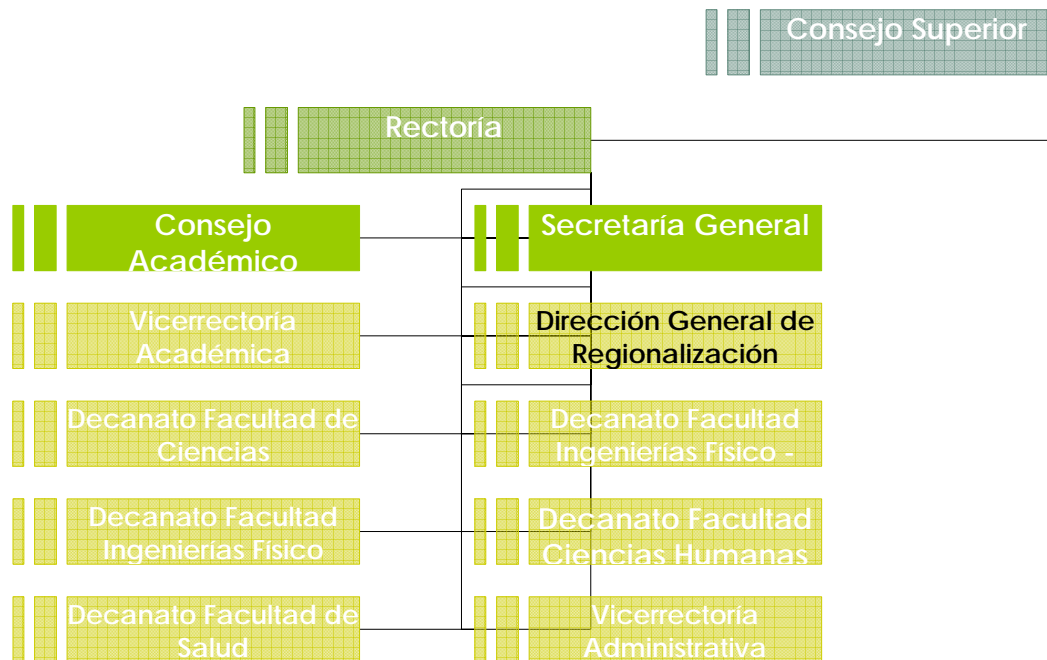 Consejo Superior
Rectoría
Consejo
Académico
Secretaría General
Vicerrectoría
Académica
Dirección General de
Regionalización
Decanato Facultad de
Ciencias
Decanato Facultad
Ingenierías Físico -
Decanato Facultad
Ingenierías Físico
Decanato Facultad
Ciencias Humanas
Decanato Facultad de
Salud
Vicerrectoría
Administrativa